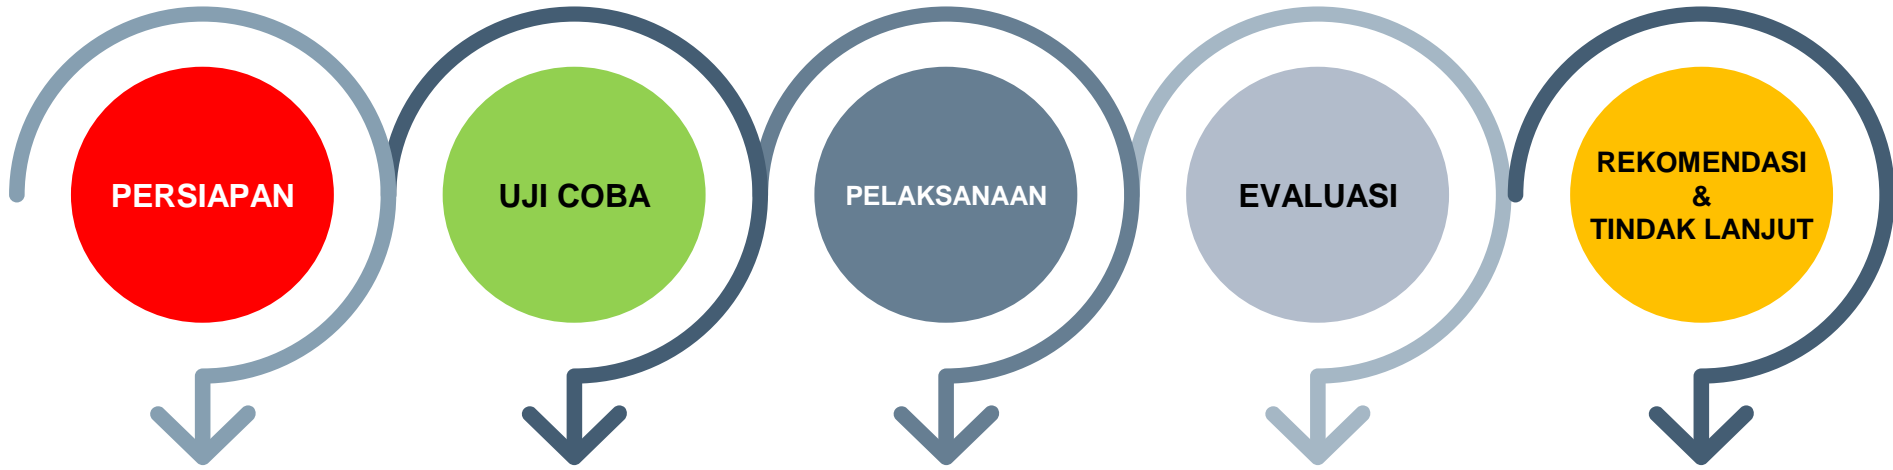 PERSIAPAN
UJI COBA
PELAKSANAAN
EVALUASI
REKOMENDASI
&
TINDAK LANJUT